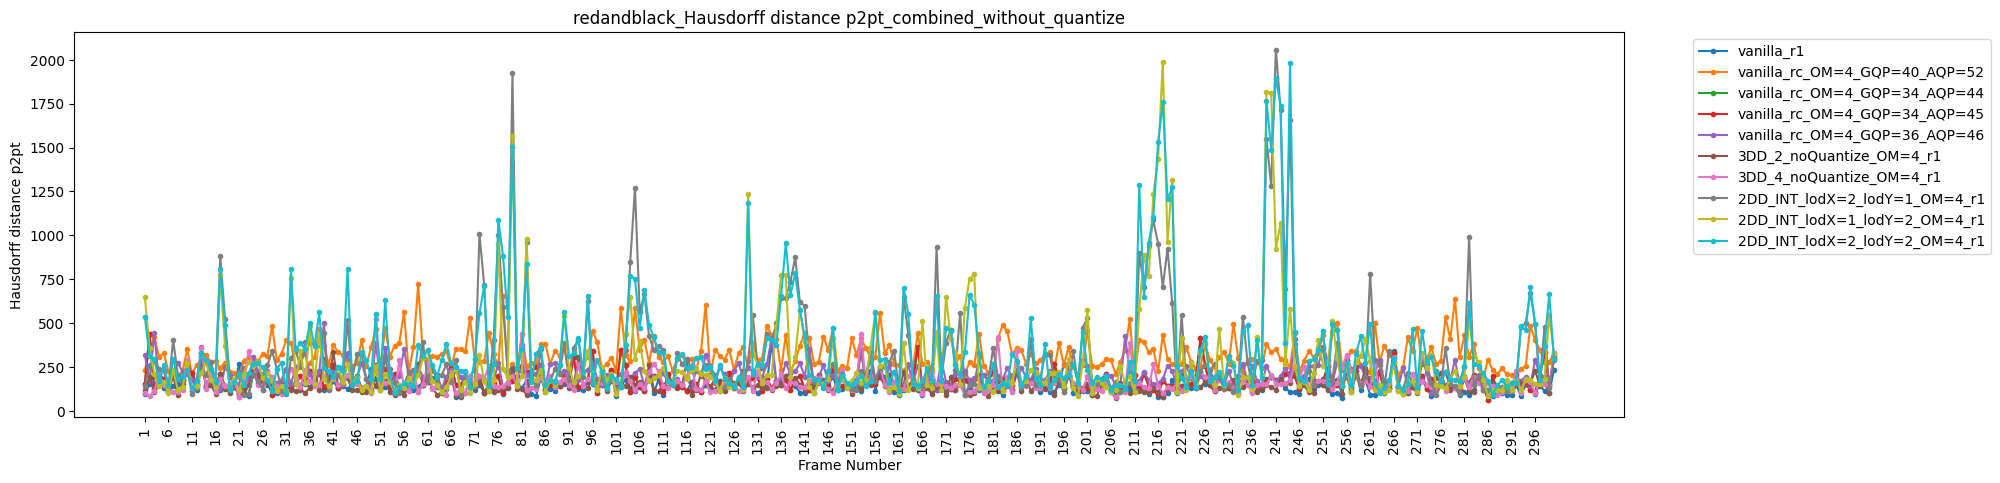 redandblack_Hausdorff distance p2pt_combined_without_quantize
Hausdorff distance p2pt
2000
1750
1500
1250
1000
750
500
250
0
1 6 11 16 21 26 31 36 41 46 51 56 61 66 71 76 81 86 91 96 101 106 111 116 121 126 131 136 141 146 151 156 161 166 171 176 181 186 191 196 201 206 211 216 221 226 231 236 241 246 251 256 261 266 271 276 281 286 291 296
Frame Number
vanilla_r1
vanilla_rc_OM=4_GQP=40_AQP=52
vanilla_rc_OM=4_GQP=34_AQP=44
vanilla_rc_OM=4_GQP=34_AQP=45
vanilla_rc_OM=4_GQP=36_AQP=46
3DD_2_noQuantize_OM=4_r1
3DD_4_noQuantize_OM=4_r1
2DD_INT_lodX=2_lodY=1_OM=4_r1
2DD_INT_lodX=1_lodY=2_OM=4_r1
2DD_INT_lodX=2_lodY=2_OM=4_r1